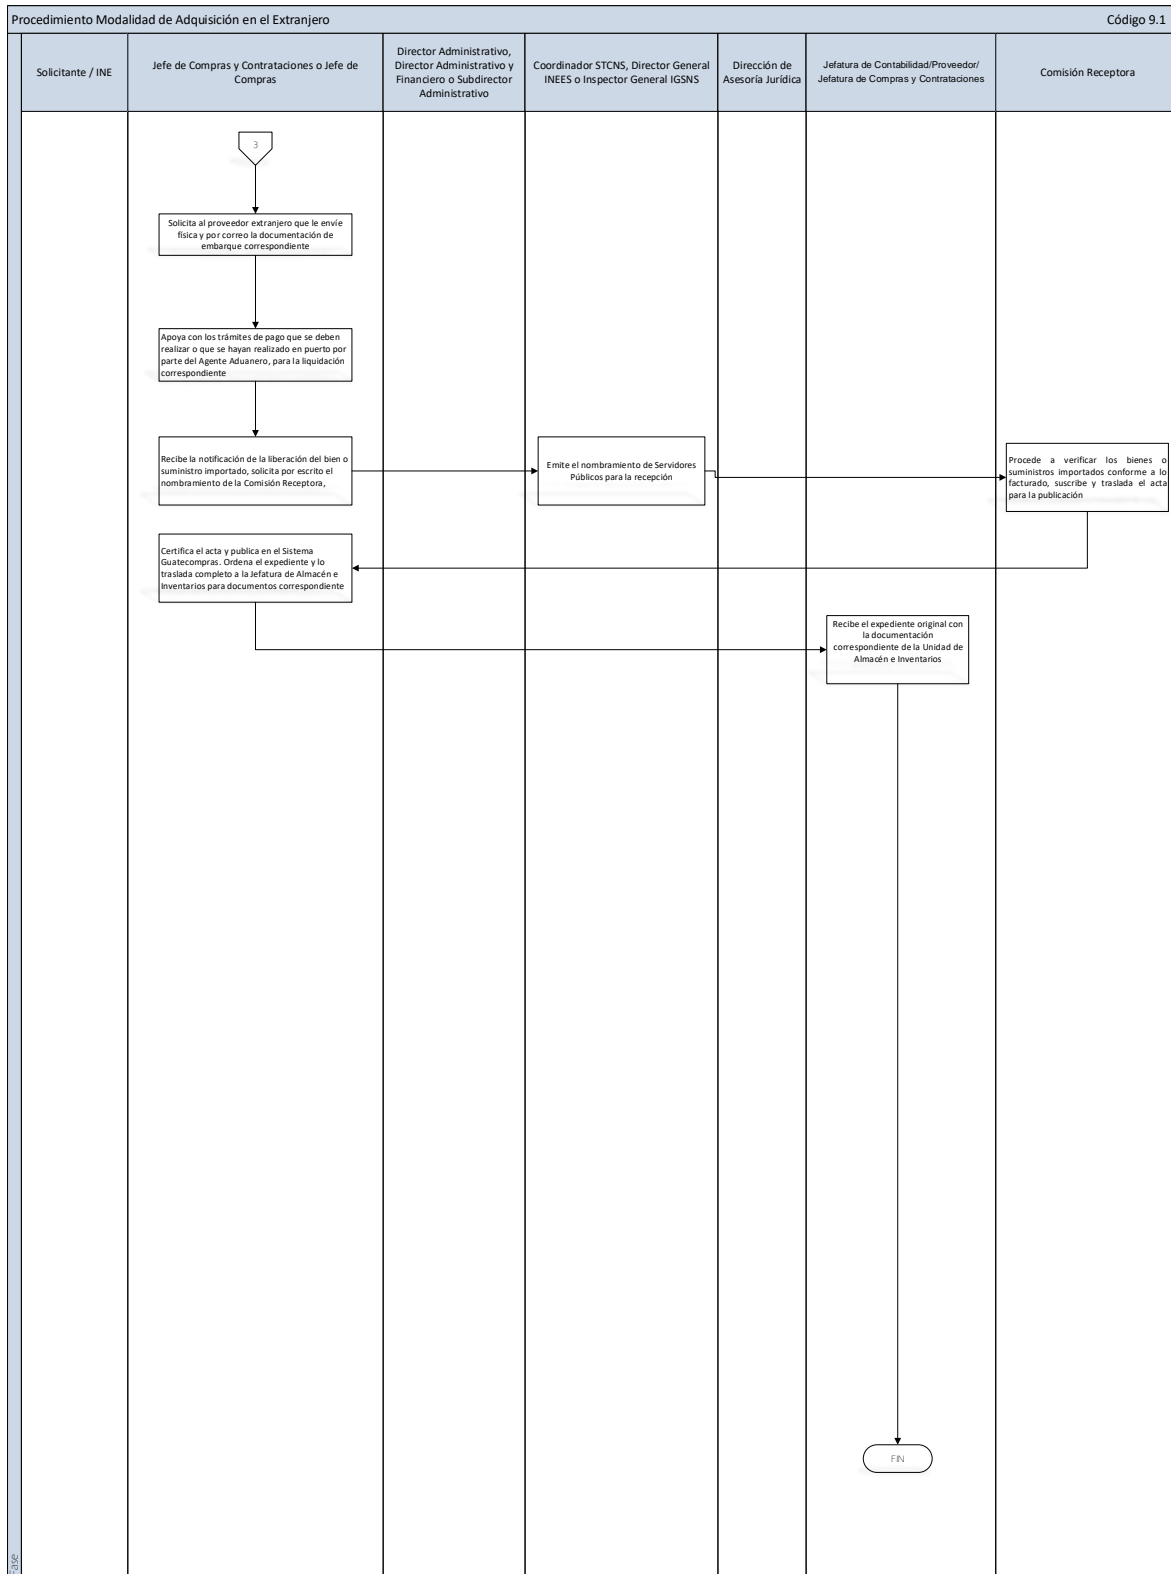 Procedimiento Modalidad de Adquisición en el Extranjero
Código 9.1
Solicitante / INE
Jefe de Compras y Contrataciones o Jefe de
Compras
Director Administrativo,
Director Administrativo y
Financiero o Subdirector
Administrativo
Coordinador STCNS, Director General
INEES o Inspector General IGSNS
Dirección de
Asesoría Jurídica
Jefatura de Contabilidad/Proveedor/
Jefatura de Compras y Contrataciones
Comisión Receptora
3
Solicita al proveedor extranjero que le envíe
física y por correo la documentación de
embarque correspondiente
Apoya con los trámites de pago que se deben
realizar o que se hayan realizado en puerto por
parte del Agente Aduanero, para la liquidación
correspondiente
Recibe la notificación de la liberación del bien o
suministro importado, solicita por escrito el
nombramiento de la Comisión Receptora,
Emite el nombramiento de Servidores
Públicos para la recepción
Procede a verificar los bienes o
suministros importados conforme a lo
facturado, suscribe y traslada el acta
para la publicación
Certifica el acta y publica en el Sistema
Guatecompras. Ordena el expediente y lo
traslada completo a la Jefatura de Almacén e
Inventarios para documentos correspondiente
Recibe el expediente original con
la documentación
correspondiente de la Unidad de
Almacén e Inventarios
FIN
Fase